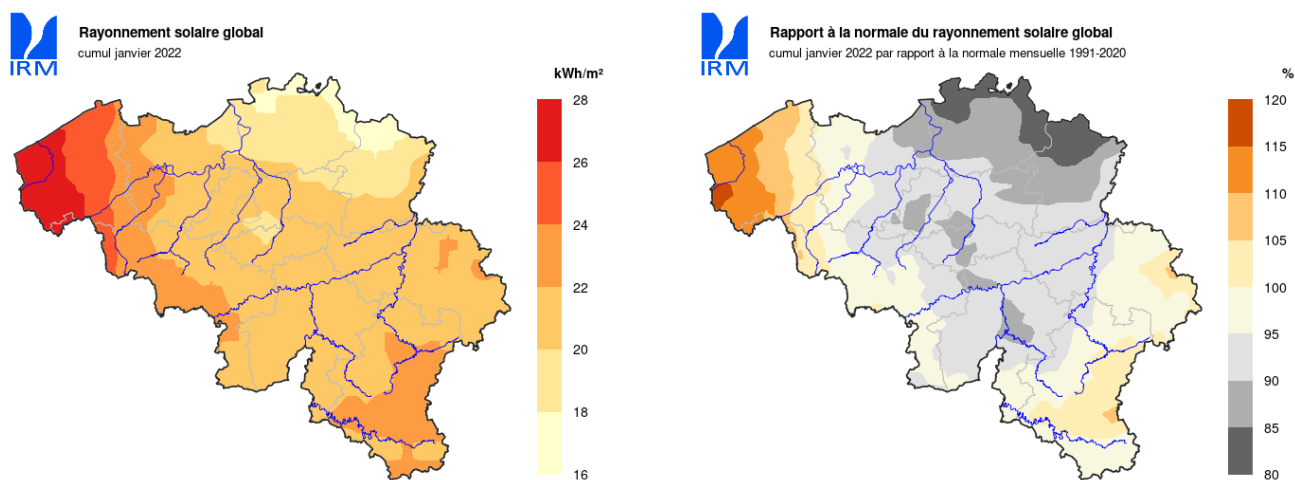 IRM
Rayonnement solaire global
cumul janvier 2022
kWh/m²
28
26
24
22
20
18
16
IRM
Rapport à la normale du rayonnement solaire global
cumul janvier 2022 par rapport à la normale mensuelle 1991-2020
%
120
115
110
105
100
95
90
85
80